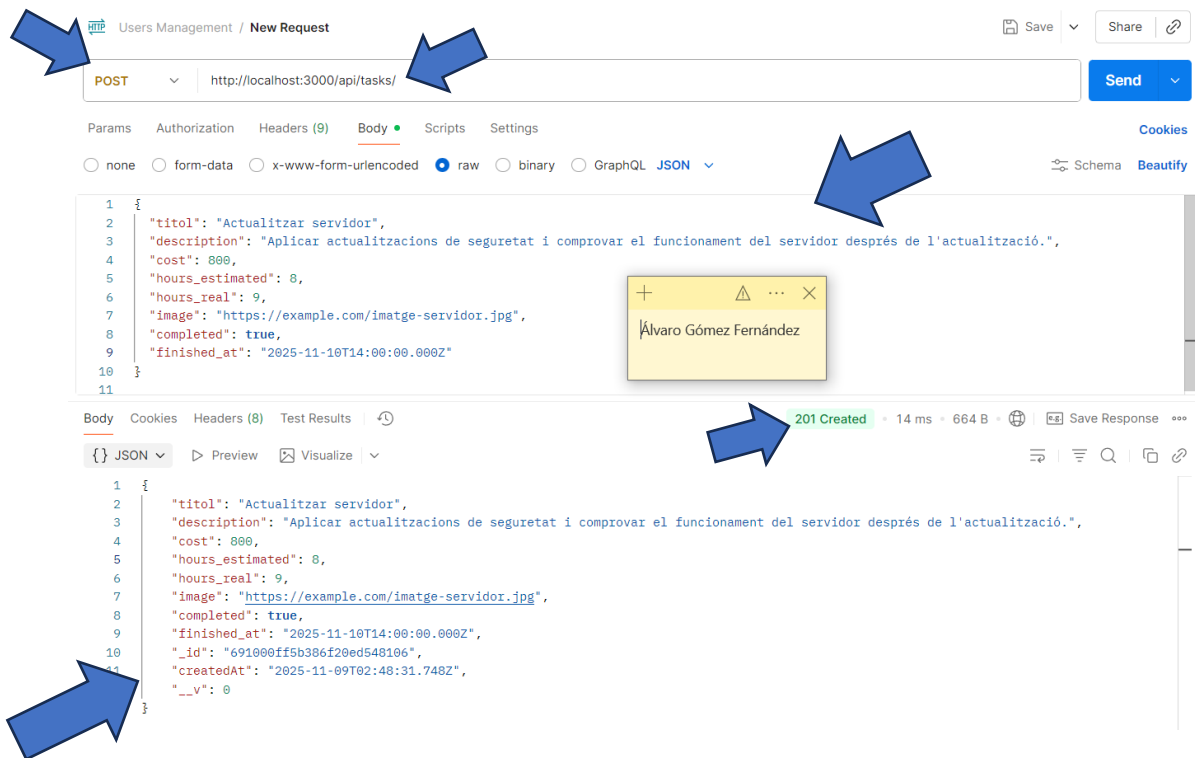 HTTP Users Management / New Request Save Share
POST http://localhost:3000/api/tasks/ Send
Params Authorization Headers (9) Body Scripts Settings Cookies
none form-data x-www-form-urlencoded raw binary GraphQL JSON Schema Beautify
1 {
2 "titol": "Actualitzar servidor",
3 "description": "Aplicar actualitzacions de seguretat i comprovar el funcionament del servidor després de l'actualització.",
4 "cost": 800,
5 "hours_estimated": 8,
6 "hours_real": 9,
7 "image": "https://example.com/imatge-servidor.jpg",
8 "completed": true,
9 "finished_at": "2025-11-10T14:00:00.000Z"
10 }
11
Álvaro Gómez Fernández
Body Cookies Headers (8) Test Results 201 Created 14 ms 664 B e.g. Save Response
{} JSON Preview Visualize
1 {
2 "titol": "Actualitzar servidor",
3 "description": "Aplicar actualitzacions de seguretat i comprovar el funcionament del servidor després de l'actualització.",
4 "cost": 800,
5 "hours_estimated": 8,
6 "hours_real": 9,
7 "image": "https://example.com/imatge-servidor.jpg",
8 "completed": true,
9 "finished_at": "2025-11-10T14:00:00.000Z",
10 "_id": "691000ff5b386f20ed548106",
11 "createdAt": "2025-11-09T02:48:31.748Z",
"__v": 0
}